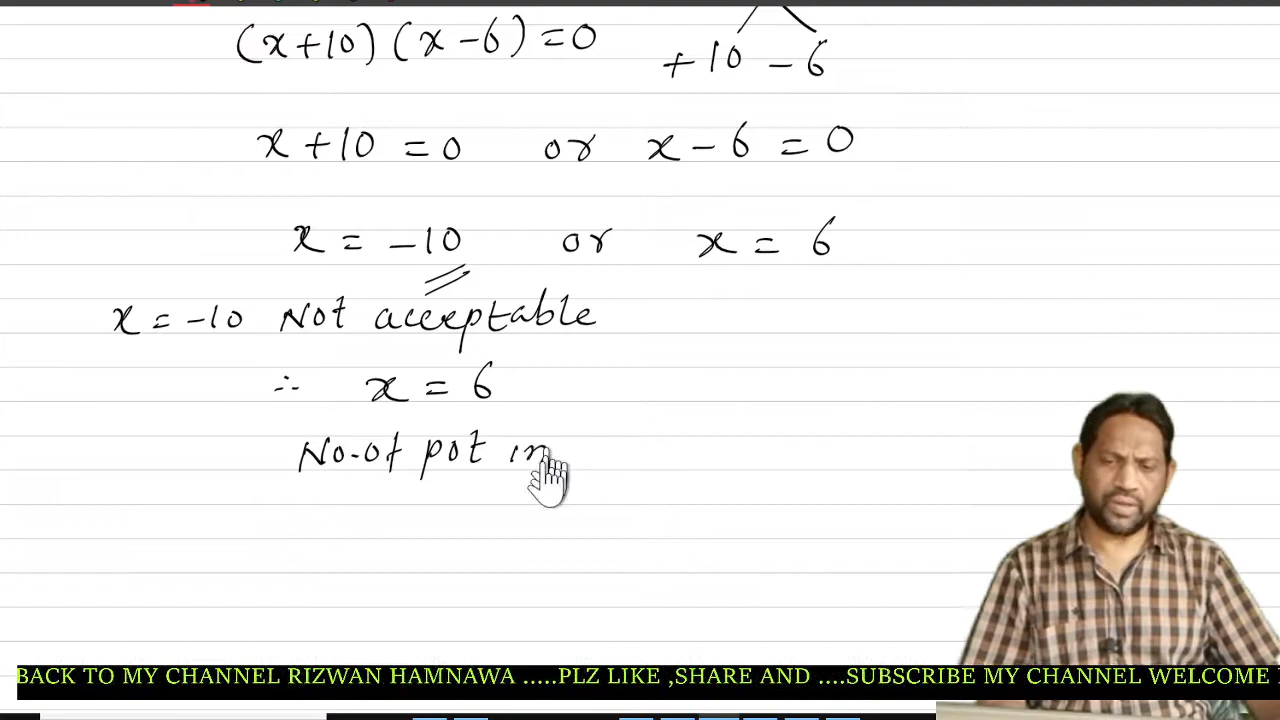 (x+10) (x-6) = 0
+10 -6
x+10 = 0 or x-6 = 0
x = -10 or x = 6
x = -10 Not acceptable
∴ x = 6
No. of pot in
BACK TO MY CHANNEL RIZWAN HAMNAWA .....PLZ LIKE ,SHARE AND ....SUBSCRIBE MY CHANNEL WELCOME